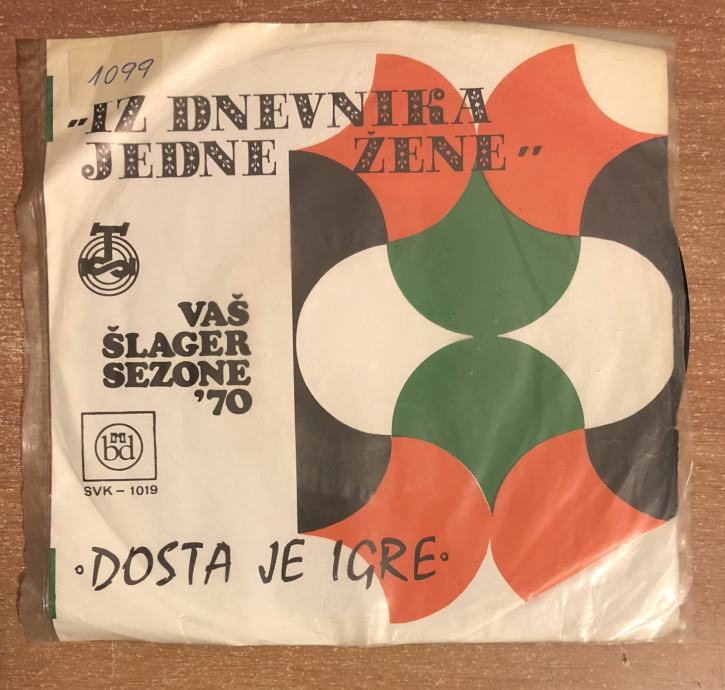 1099
„IZ DNEVNIKA
JEDNE ŽENE”
VAŠ
ŠLAGER
SEZONE
'70
bd
SVK – 1019
•DOSTA JE IGRE•